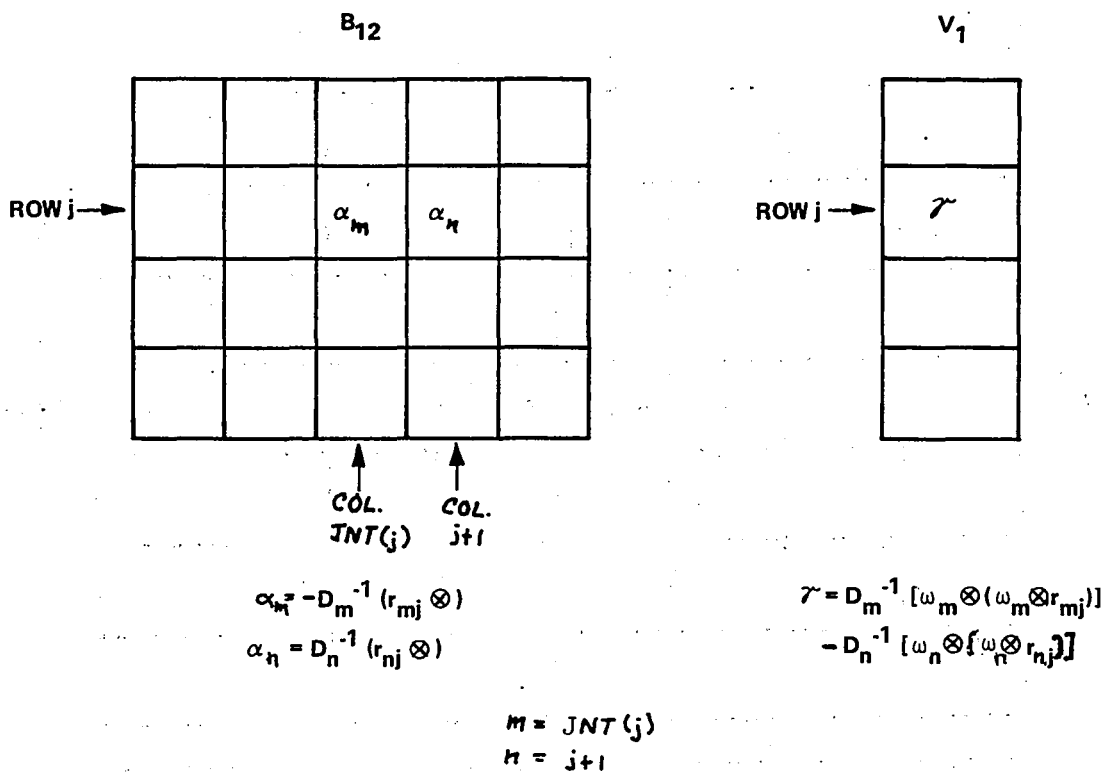 B₁₂ V₁
ROW j → ROW j →
α_m α_n γ
COL. JNT(j) COL. j+1
α_m = -D_m⁻¹ (r_mj ⊗)
α_n = D_n⁻¹ (r_nj ⊗)
γ = D_m⁻¹ [ω_m ⊗ (ω_m ⊗ r_mj)]
- D_n⁻¹ [ω_n ⊗ (ω_n ⊗ r_nj)]
m = JNT(j)
n = j+1